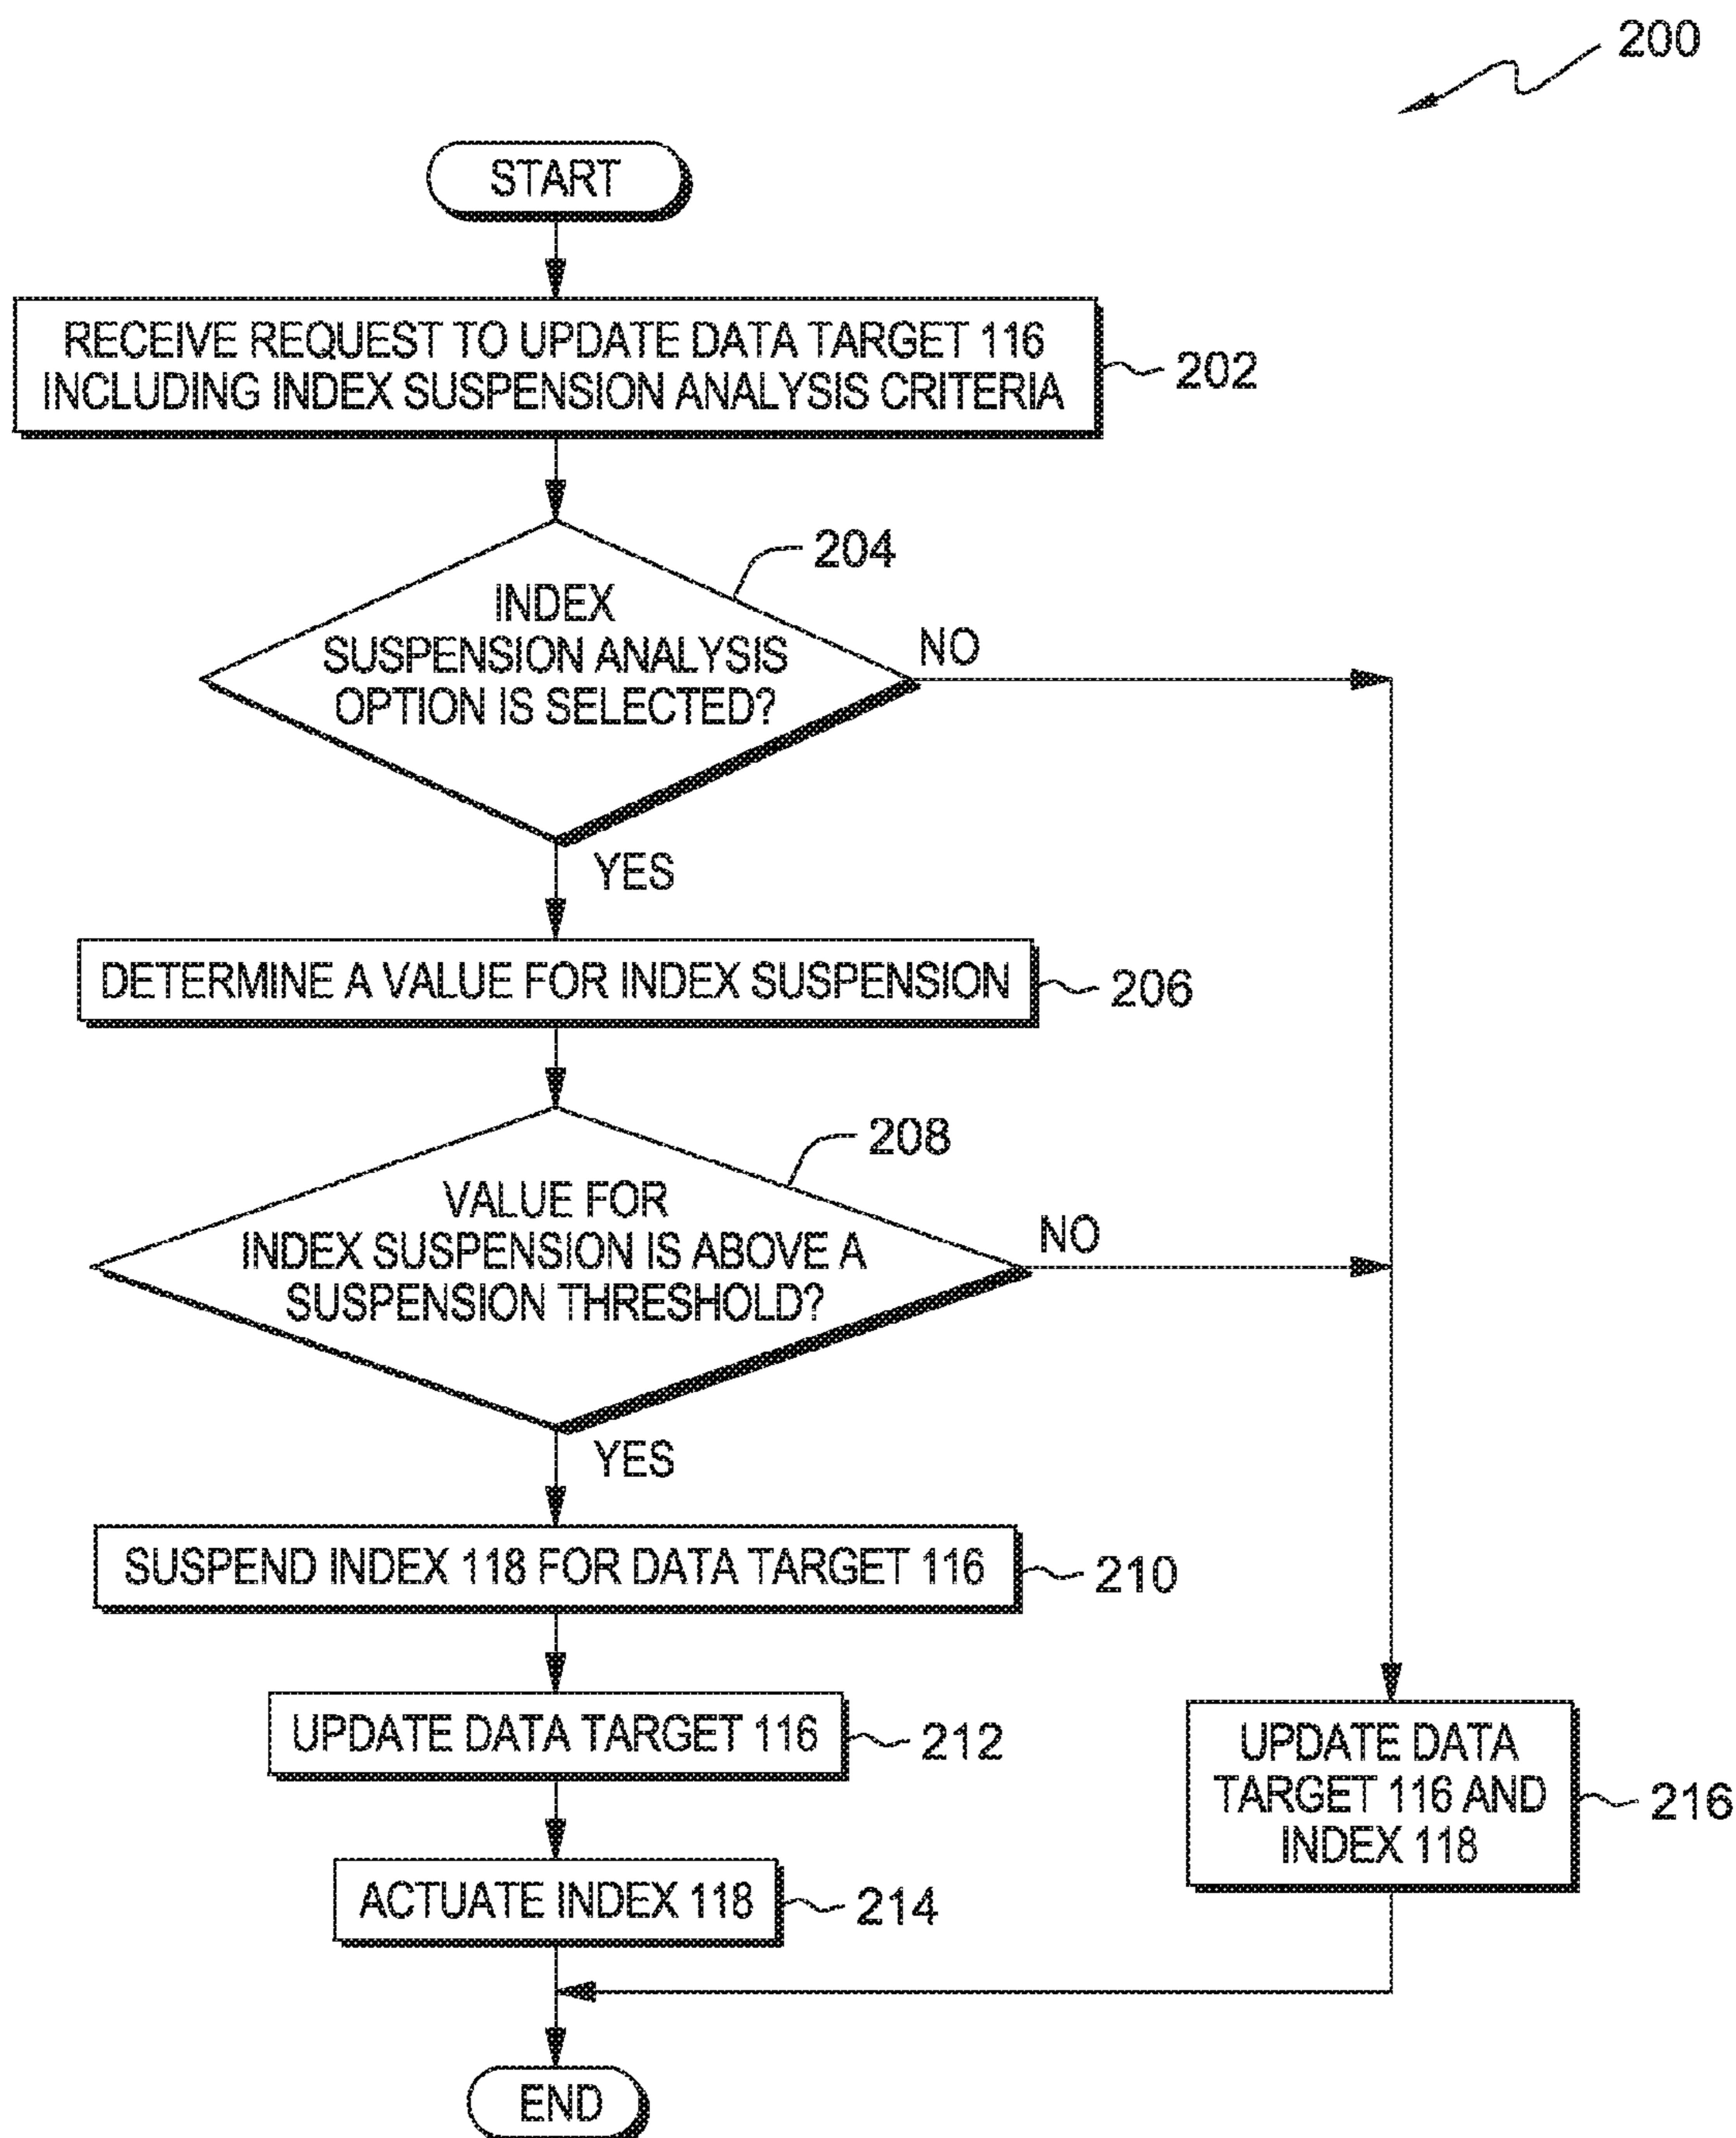 200
START
RECEIVE REQUEST TO UPDATE DATA TARGET 116
INCLUDING INDEX SUSPENSION ANALYSIS CRITERIA
202
204
INDEX
SUSPENSION ANALYSIS
OPTION IS SELECTED?
NO
YES
DETERMINE A VALUE FOR INDEX SUSPENSION
206
208
VALUE FOR
INDEX SUSPENSION IS ABOVE A
SUSPENSION THRESHOLD?
NO
YES
SUSPEND INDEX 118 FOR DATA TARGET 116
210
UPDATE DATA TARGET 116
212
UPDATE DATA
TARGET 116 AND
INDEX 118
216
ACTUATE INDEX 118
214
END